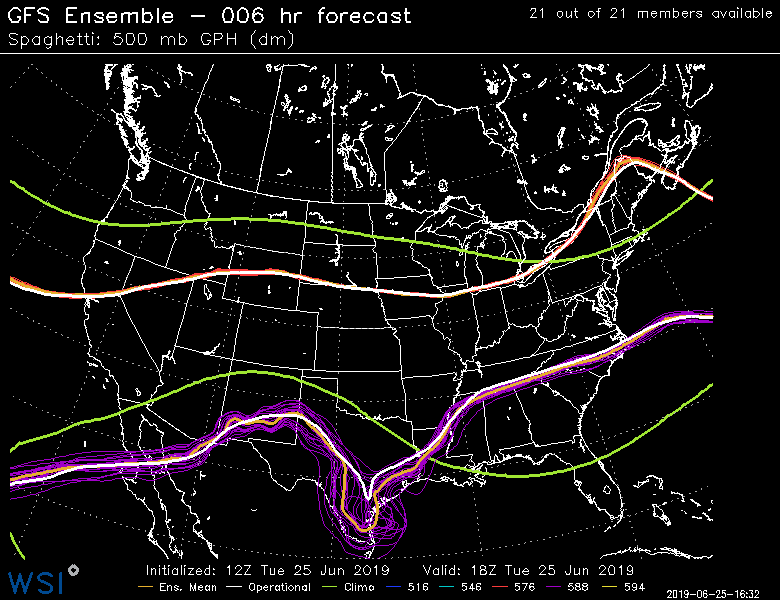 GFS Ensemble – 006 hr forecast
21 out of 21 members available
Spaghetti: 500 mb GPH (dm)
Initialized: 12Z Tue 25 Jun 2019 Valid: 18Z Tue 25 Jun 2019
Ens. Mean Operational Climo 516 546 576 588 594
WSI
2019-06-25-16:32